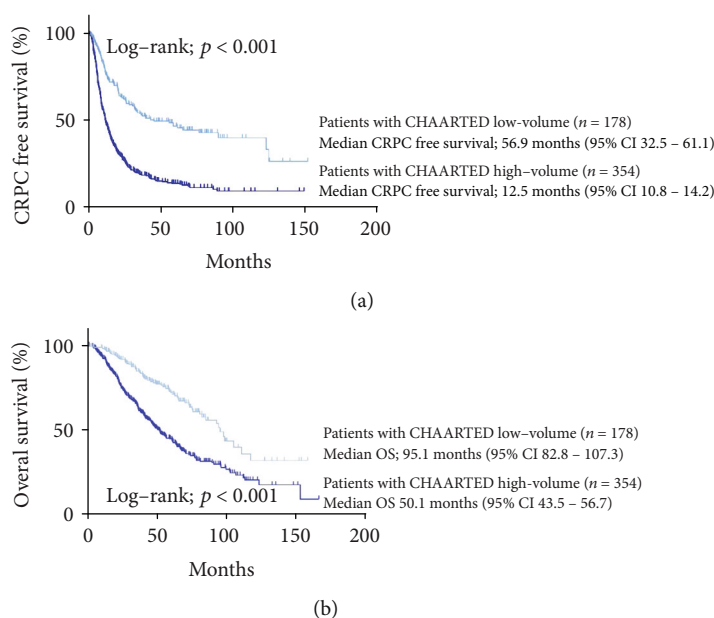 CRPC free survival (%)
100
50
0
Log–rank; p < 0.001
Patients with CHAARTED low-volume (n = 178)
Median CRPC free survival; 56.9 months (95% CI 32.5 – 61.1)
Patients with CHAARTED high–volume (n = 354)
Median CRPC free survival; 12.5 months (95% CI 10.8 – 14.2)
0 50 100 150 200
Months
(a)
Overal survival (%)
100
50
0
Patients with CHAARTED low–volume (n = 178)
Median OS; 95.1 months (95% CI 82.8 – 107.3)
Patients with CHAARTED high-volume (n = 354)
Median OS 50.1 months (95% CI 43.5 – 56.7)
Log–rank; p < 0.001
0 50 100 150 200
Months
(b)